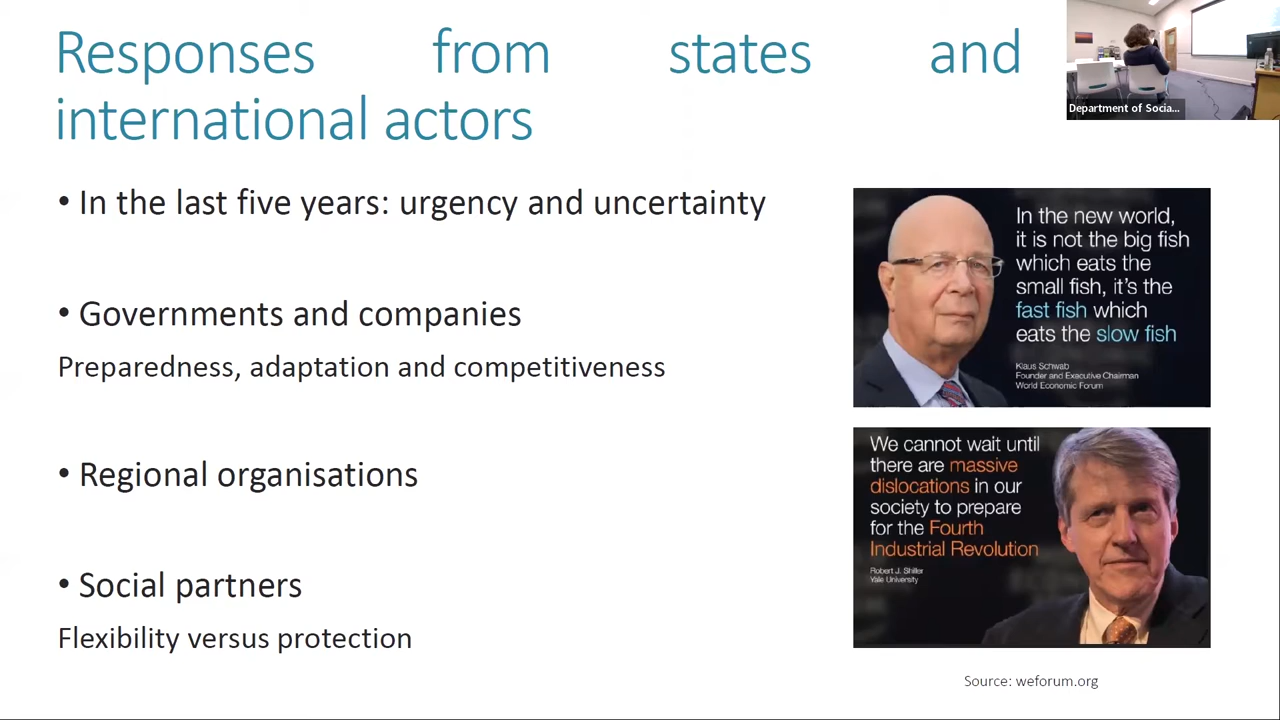 Responses from states and
international actors
Department of Socia...
• In the last five years: urgency and uncertainty
• Governments and companies
Preparedness, adaptation and competitiveness
• Regional organisations
• Social partners
Flexibility versus protection
In the new world,
it is not the big fish
which eats the
small fish, it's the
fast fish which
eats the slow fish
Klaus Schwab
Founder and Executive Chairman
World Economic Forum
We cannot wait until
there are massive
dislocations in our
society to prepare
for the Fourth
Industrial Revolution
Robert J. Shiller
Yale University
Source: weforum.org